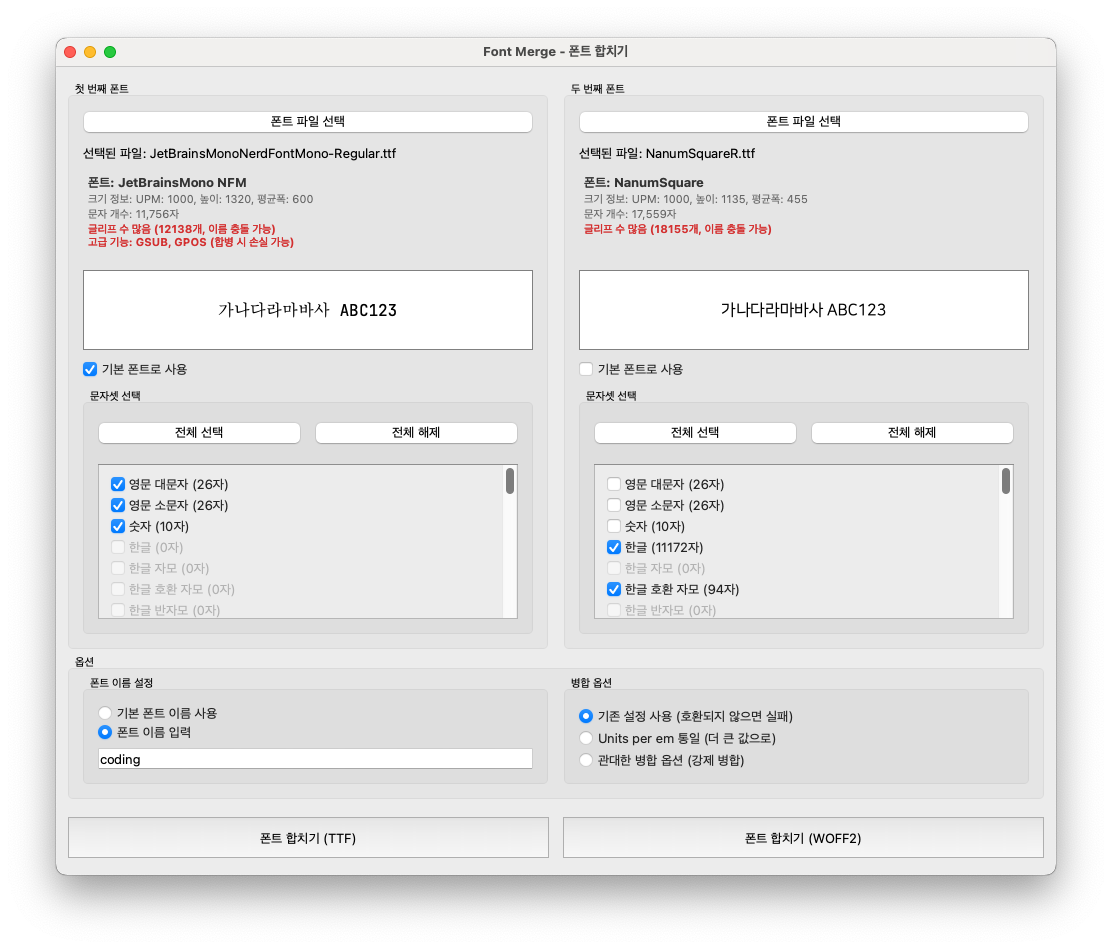 Font Merge - 폰트 합치기
첫 번째 폰트
폰트 파일 선택
선택된 파일: JetBrainsMonoNerdFontMono-Regular.ttf
폰트: JetBrainsMono NFM
크기 정보: UPM: 1000, 높이: 1320, 평균폭: 600
문자 개수: 11,756자
글리프 수 많음 (12138개, 이름 충돌 가능)
고급 기능: GSUB, GPOS (합병 시 손실 가능)
가나다라마바사 ABC123
기본 폰트로 사용
문자셋 선택
전체 선택
전체 해제
영문 대문자 (26자)
영문 소문자 (26자)
숫자 (10자)
한글 (0자)
한글 자모 (0자)
한글 호환 자모 (0자)
한글 반자모 (0자)
두 번째 폰트
폰트 파일 선택
선택된 파일: NanumSquareR.ttf
폰트: NanumSquare
크기 정보: UPM: 1000, 높이: 1135, 평균폭: 455
문자 개수: 17,559자
글리프 수 많음 (18155개, 이름 충돌 가능)
가나다라마바사 ABC123
기본 폰트로 사용
문자셋 선택
전체 선택
전체 해제
영문 대문자 (26자)
영문 소문자 (26자)
숫자 (10자)
한글 (11172자)
한글 자모 (0자)
한글 호환 자모 (94자)
한글 반자모 (0자)
옵션
폰트 이름 설정
기본 폰트 이름 사용
폰트 이름 입력
coding
병합 옵션
기존 설정 사용 (호환되지 않으면 실패)
Units per em 통일 (더 큰 값으로)
관대한 병합 옵션 (강제 병합)
폰트 합치기 (TTF)
폰트 합치기 (WOFF2)